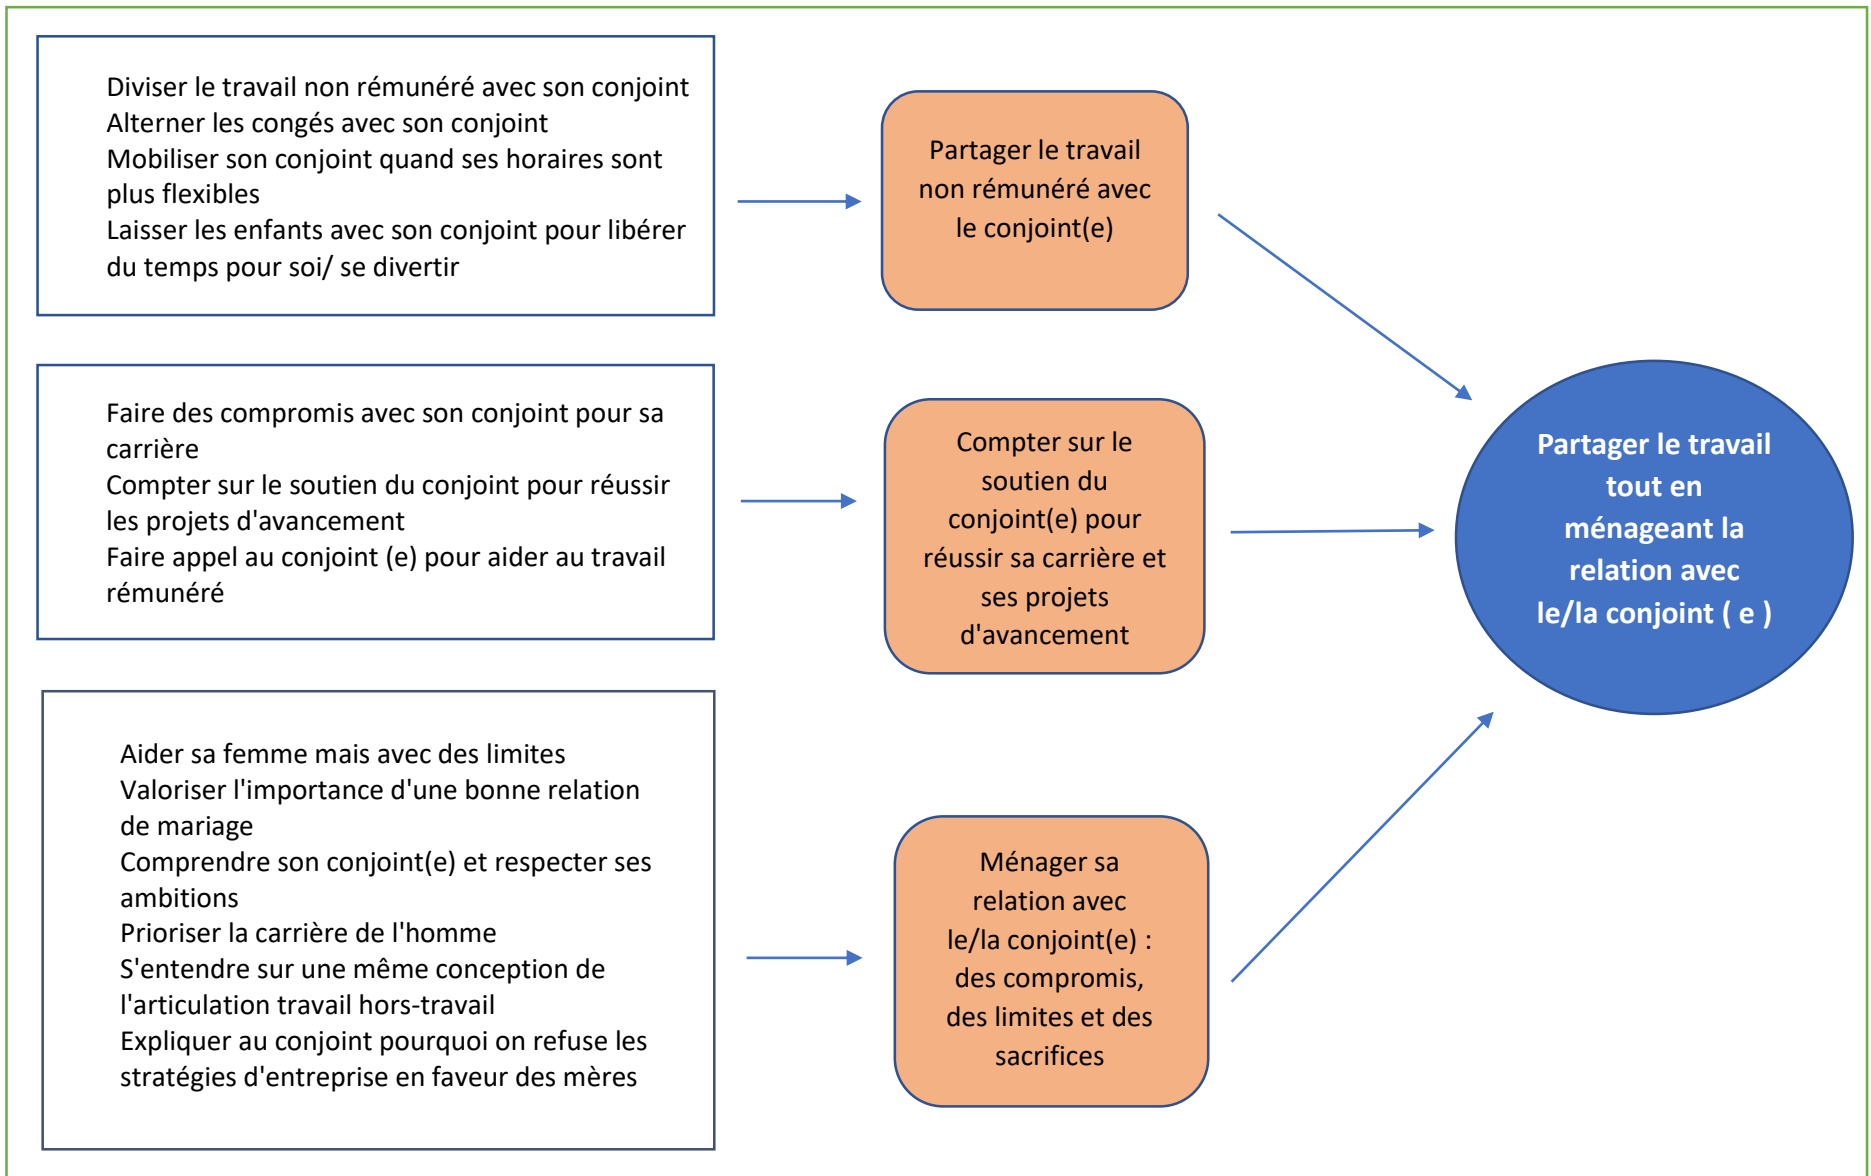 Diviser le travail non rémunéré avec son conjoint
Alterner les congés avec son conjoint
Mobiliser son conjoint quand ses horaires sont
plus flexibles
Laisser les enfants avec son conjoint pour libérer
du temps pour soi/ se divertir
Partager le travail
non rémunéré avec
le conjoint(e)
Faire des compromis avec son conjoint pour sa
carrière
Compter sur le soutien du conjoint pour réussir
les projets d'avancement
Faire appel au conjoint (e) pour aider au travail
rémunéré
Compter sur le
soutien du
conjoint(e) pour
réussir sa carrière et
ses projets
d'avancement
Partager le travail
tout en
ménageant la
relation avec
le/la conjoint ( e )
Aider sa femme mais avec des limites
Valoriser l'importance d'une bonne relation
de mariage
Comprendre son conjoint(e) et respecter ses
ambitions
Prioriser la carrière de l'homme
S'entendre sur une même conception de
l'articulation travail hors-travail
Expliquer au conjoint pourquoi on refuse les
stratégies d'entreprise en faveur des mères
Ménager sa
relation avec
le/la conjoint(e) :
des compromis,
des limites et des
sacrifices